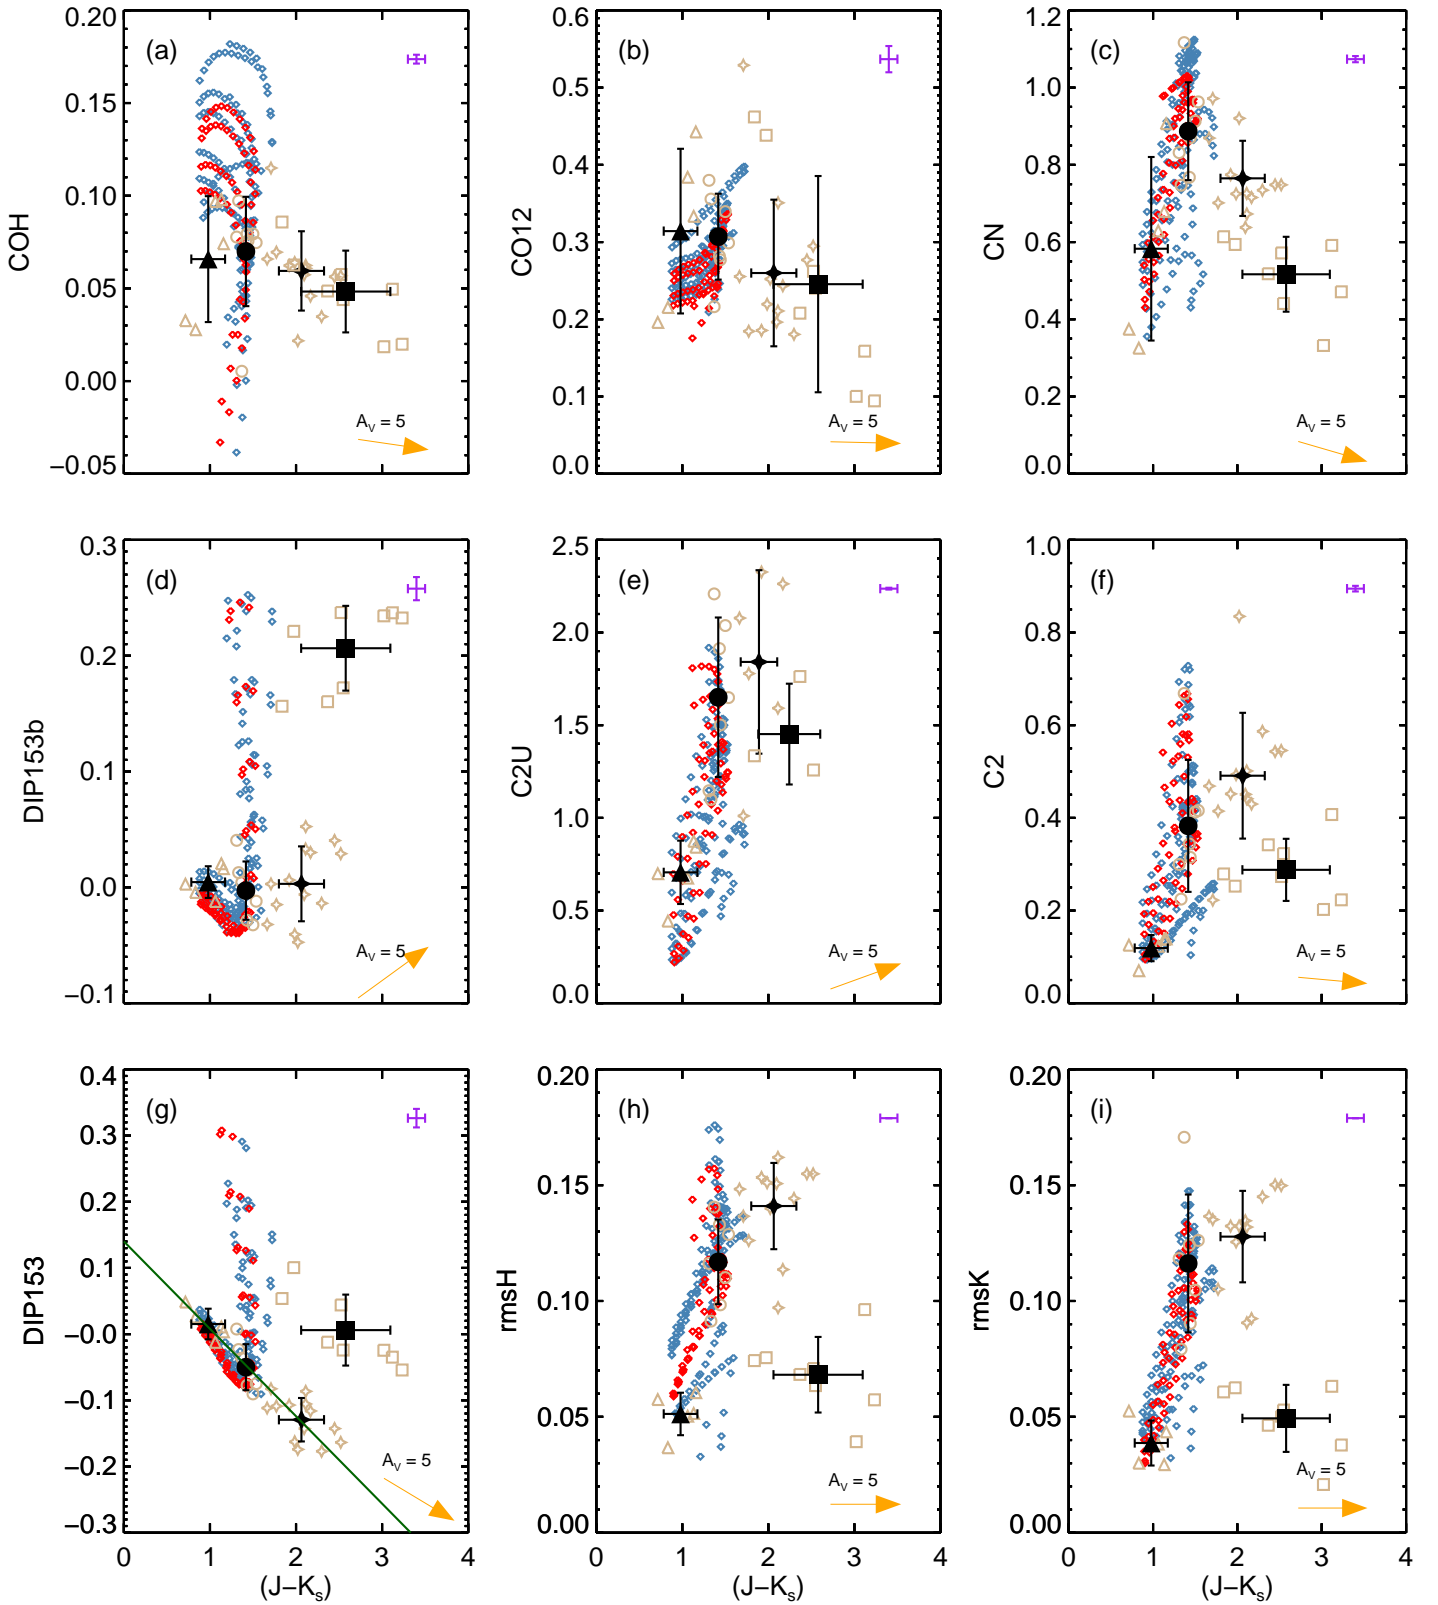 0.20
0.15
0.10
0.05
0.00
−0.05
COH
(a)
A_V = 5
0.6
0.5
0.4
0.3
0.2
0.1
0.0
CO12
(b)
A_V = 5
1.2
1.0
0.8
0.6
0.4
0.2
0.0
CN
(c)
A_V = 5
0.3
0.2
0.1
0.0
−0.1
DIP153b
(d)
A_V = 5
2.5
2.0
1.5
1.0
0.5
0.0
C2U
(e)
A_V = 5
1.0
0.8
0.6
0.4
0.2
0.0
C2
(f)
A_V = 5
0.4
0.3
0.2
0.1
−0.0
−0.1
−0.2
−0.3
DIP153
(g)
A_V = 5
0 1 2 3 4
(J−K_s)
0.20
0.15
0.10
0.05
0.00
rmsH
(h)
A_V = 5
0 1 2 3 4
(J−K_s)
0.20
0.15
0.10
0.05
0.00
rmsK
(i)
A_V = 5
0 1 2 3 4
(J−K_s)